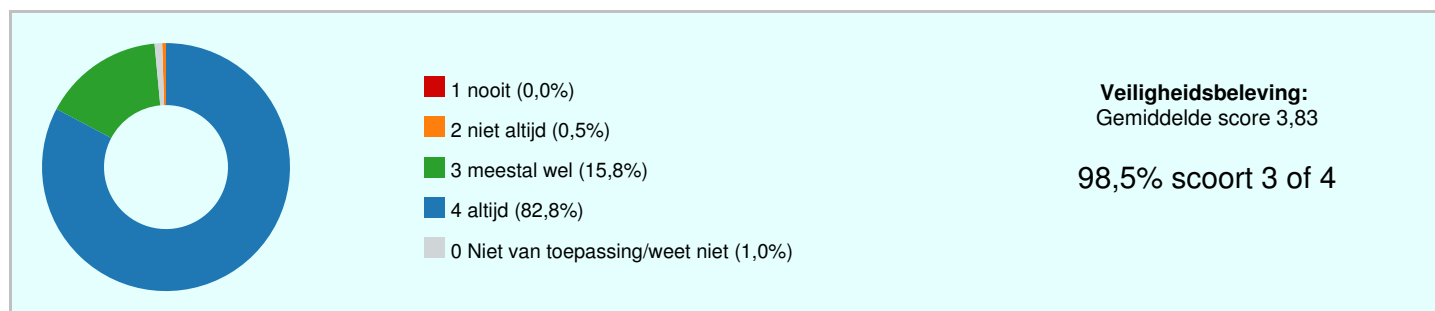 1 nooit (0,0%)
2 niet altijd (0,5%)
3 meestal wel (15,8%)
4 altijd (82,8%)
0 Niet van toepassing/weet niet (1,0%)
Veiligheidsbeleving:
Gemiddelde score 3,83
98,5% scoort 3 of 4